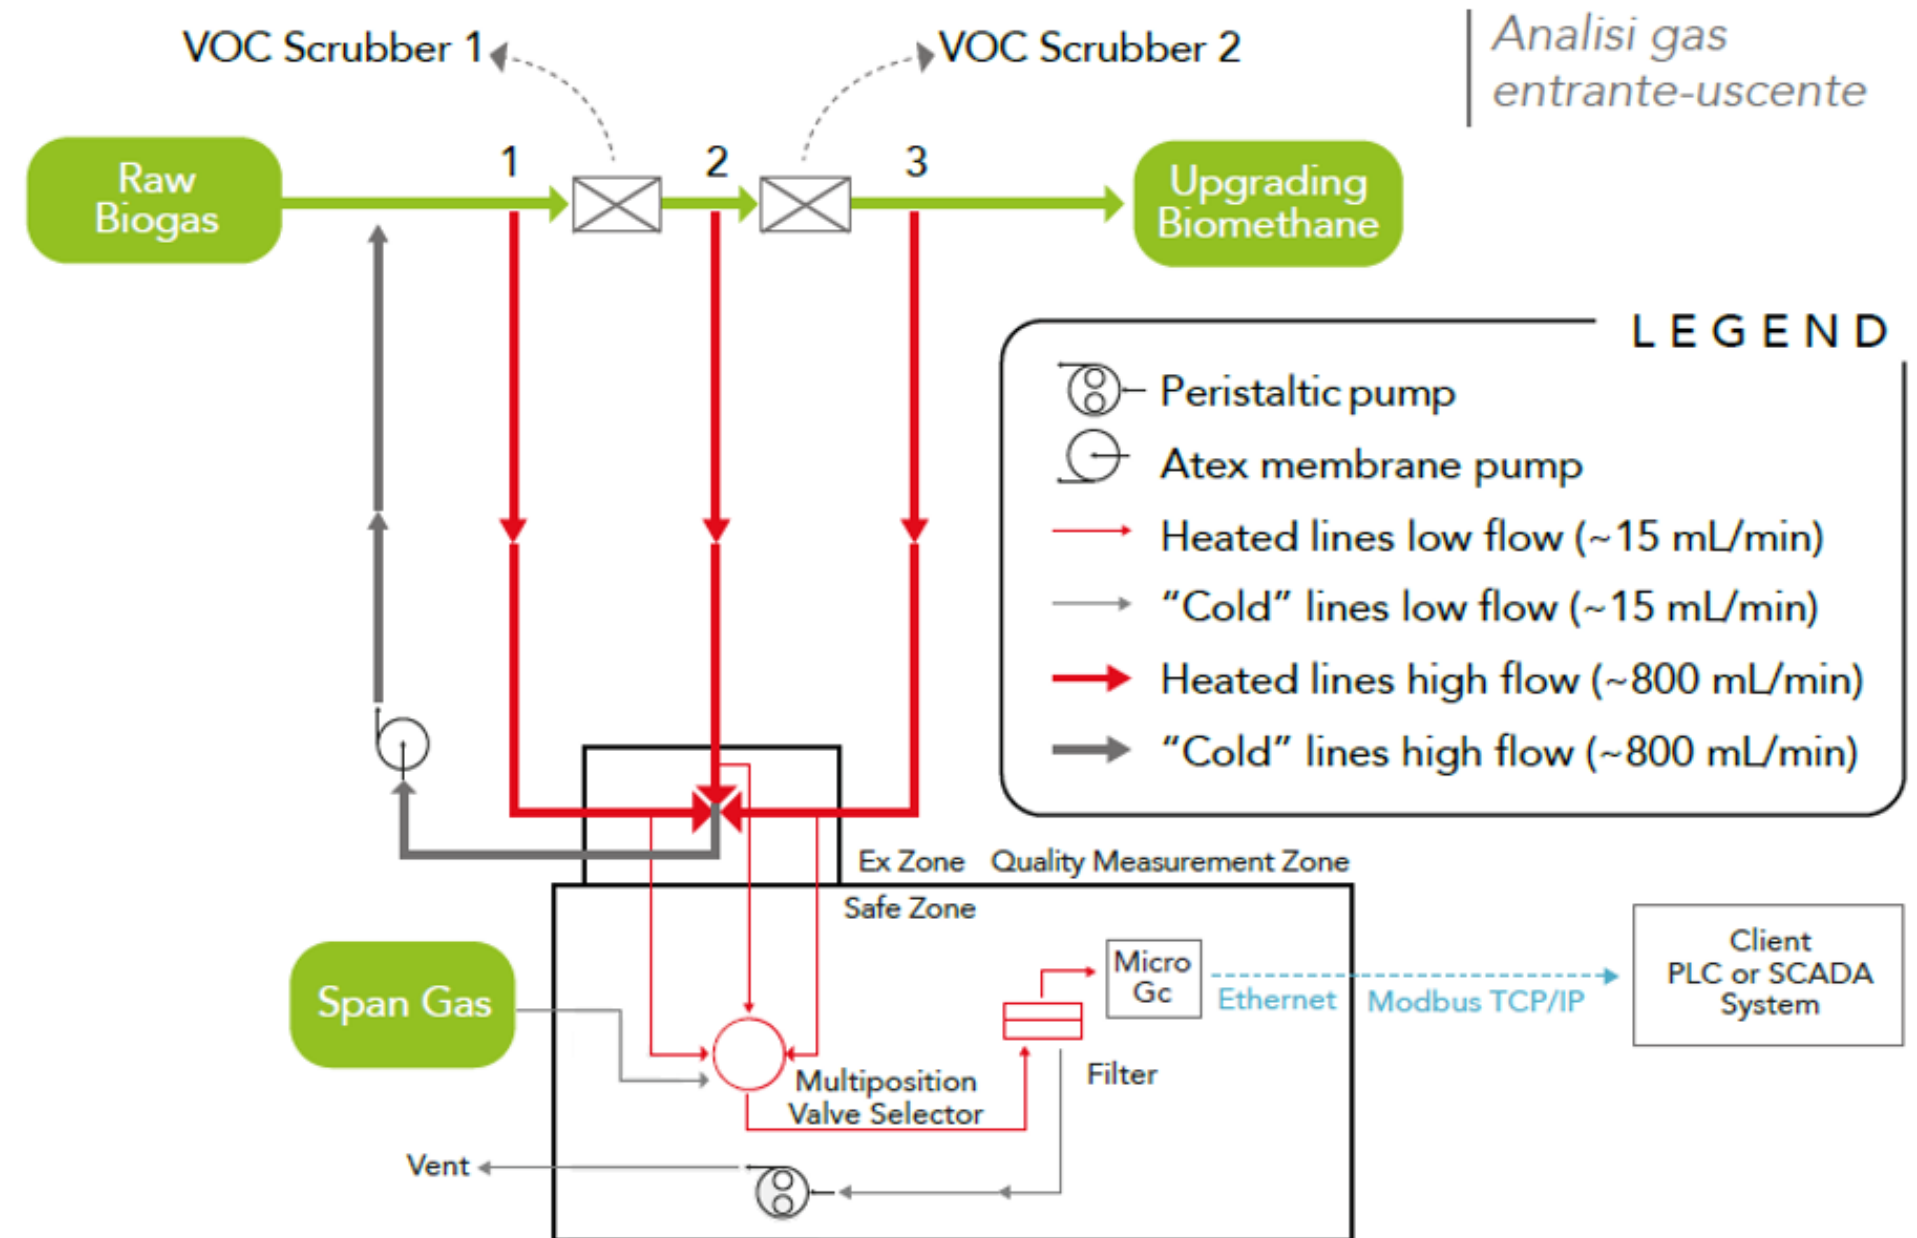 VOC Scrubber 1
VOC Scrubber 2
Analisi gas
entrante-uscente
Raw
Biogas
1
2
3
Upgrading
Biomethane
LEGEND
Peristaltic pump
Atex membrane pump
Heated lines low flow (~15 mL/min)
“Cold” lines low flow (~15 mL/min)
Heated lines high flow (~800 mL/min)
“Cold” lines high flow (~800 mL/min)
Ex Zone
Quality Measurement Zone
Safe Zone
Span Gas
Micro
Gc
Ethernet
Modbus TCP/IP
Client
PLC or SCADA
System
Filter
Multiposition
Valve Selector
Vent